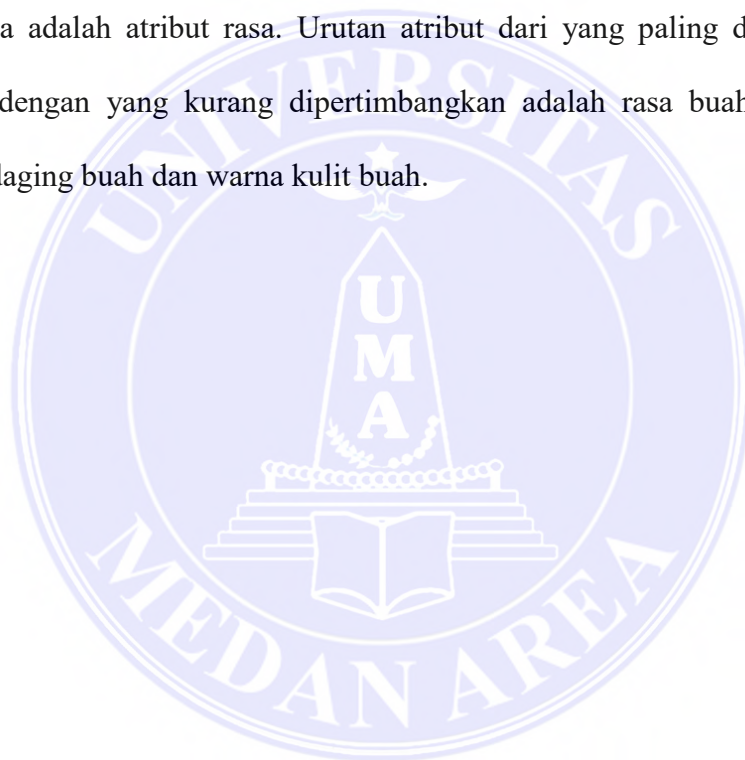 a adalah atribut rasa. Urutan atribut dari yang paling d
dengan yang kurang dipertimbangkan adalah rasa buah
daging buah dan warna kulit buah.
UNIVERSITAS
UMA
MEDAN AREA